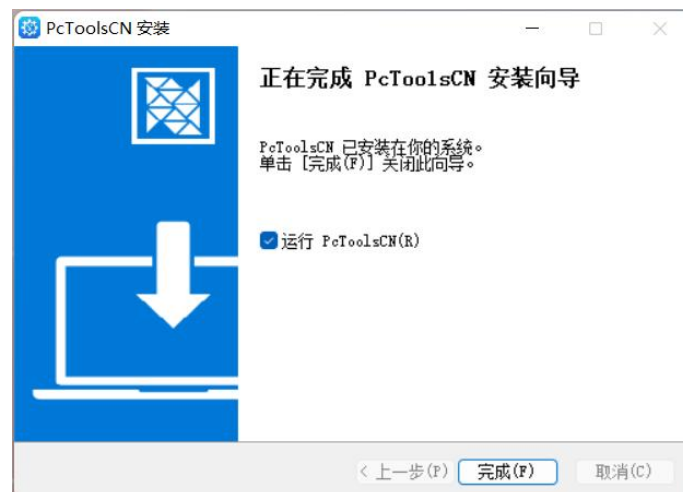 PcToolsCN 安装
正在完成 PcToolsCN 安装向导
PcToolsCN 已安装在你的系统。
单击 [完成(F)] 关闭此向导。
运行 PcToolsCN(R)
< 上一步(P) 完成(F) 取消(C)